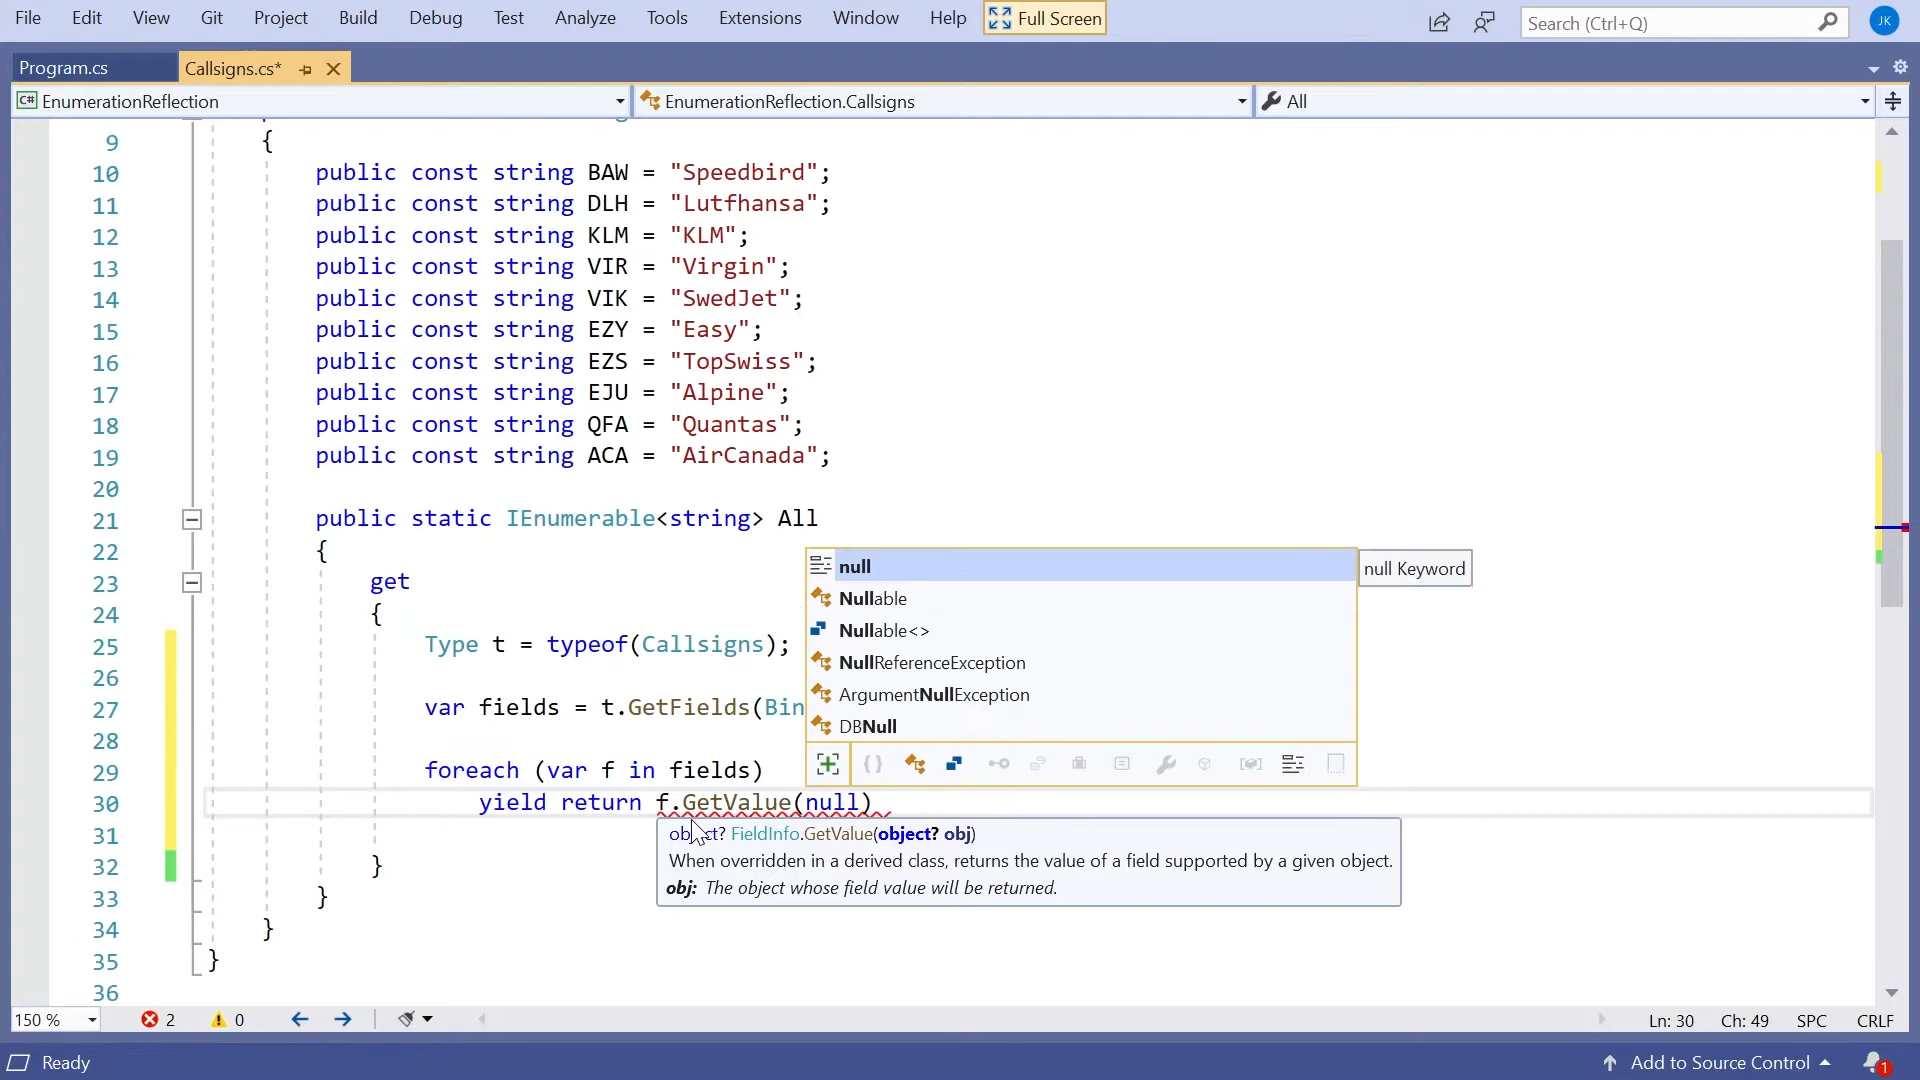 File Edit View Git Project Build Debug Test Analyze Tools Extensions Window Help Full Screen Search (Ctrl+Q) JK
Program.cs Callsigns.cs*
C# EnumerationReflection EnumerationReflection.Callsigns All
9 {
10 public const string BAW = "Speedbird";
11 public const string DLH = "Lutfhansa";
12 public const string KLM = "KLM";
13 public const string VIR = "Virgin";
14 public const string VIK = "SwedJet";
15 public const string EZY = "Easy";
16 public const string EZS = "TopSwiss";
17 public const string EJU = "Alpine";
18 public const string QFA = "Quantas";
19 public const string ACA = "AirCanada";
20
21 public static IEnumerable<string> All
22 {
23 get
24 {
25 Type t = typeof(Callsigns);
26
27 var fields = t.GetFields(Bin
28
29 foreach (var f in fields)
30 yield return f.GetValue(null)
31
32 }
33 }
34 }
35 }
36
null
Nullable
Nullable<>
NullReferenceException
ArgumentNullException
DBNull
null Keyword
object? FieldInfo.GetValue(object? obj)
When overridden in a derived class, returns the value of a field supported by a given object.
obj: The object whose field value will be returned.
150 % 2 0 Ln: 30 Ch: 49 SPC CRLF
Ready Add to Source Control 1